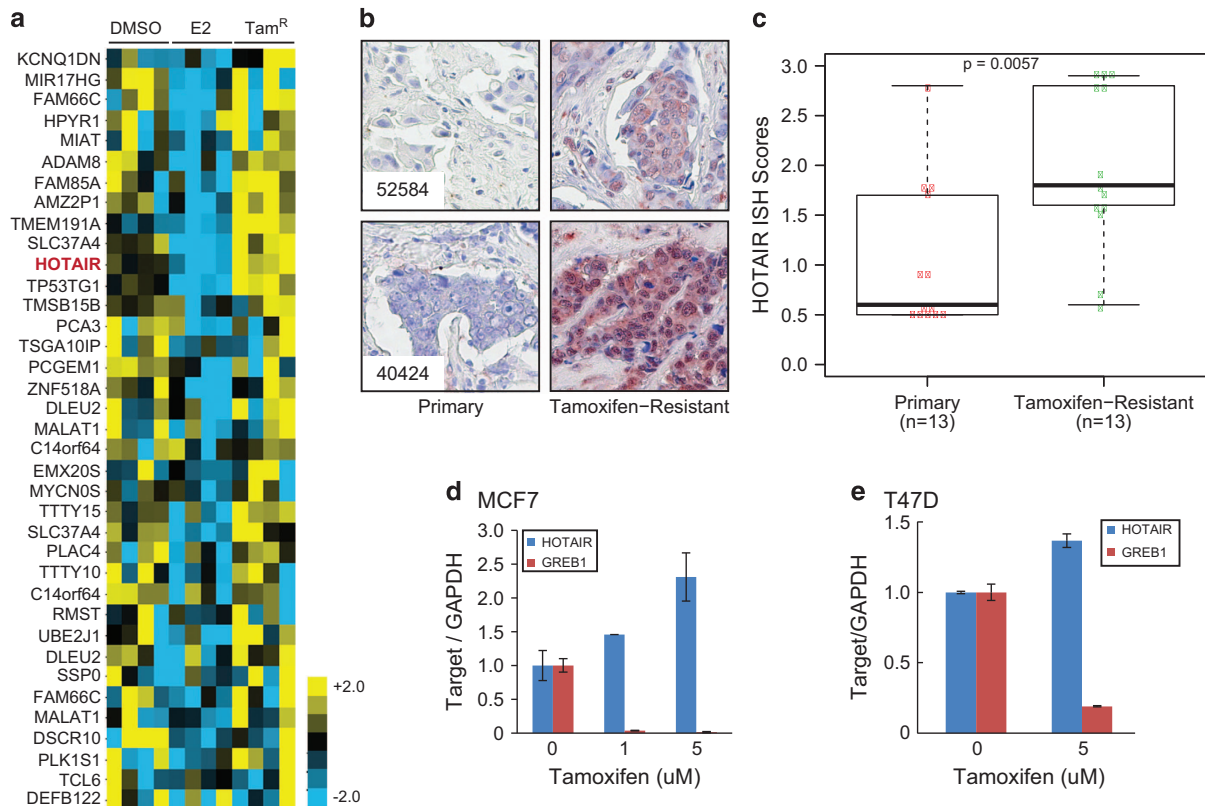 a
DMSO E2 TamR
KCNQ1DN
MIR17HG
FAM66C
HPYR1
MIAT
ADAM8
FAM85A
AMZ2P1
TMEM191A
SLC37A4
HOTAIR
TP53TG1
TMSB15B
PCA3
TSGA10IP
PCGEM1
ZNF518A
DLEU2
MALAT1
C14orf64
EMX20S
MYCN0S
TTTY15
SLC37A4
PLAC4
TTTY10
C14orf64
RMST
UBE2J1
DLEU2
SSP0
FAM66C
MALAT1
DSCR10
PLK1S1
TCL6
DEFB122
+2.0
-2.0
b
52584
40424
Primary Tamoxifen-Resistant
c
HOTAIR ISH Scores
p = 0.0057
3.0
2.5
2.0
1.5
1.0
0.5
0.0
Primary
(n=13)
Tamoxifen-Resistant
(n=13)
d MCF7
Target / GAPDH
3.0
2.5
2.0
1.5
1.0
0.5
0
HOTAIR
GREB1
0 1 5
Tamoxifen (uM)
e T47D
Target/GAPDH
1.5
1.0
0.5
0
HOTAIR
GREB1
0 5
Tamoxifen (uM)